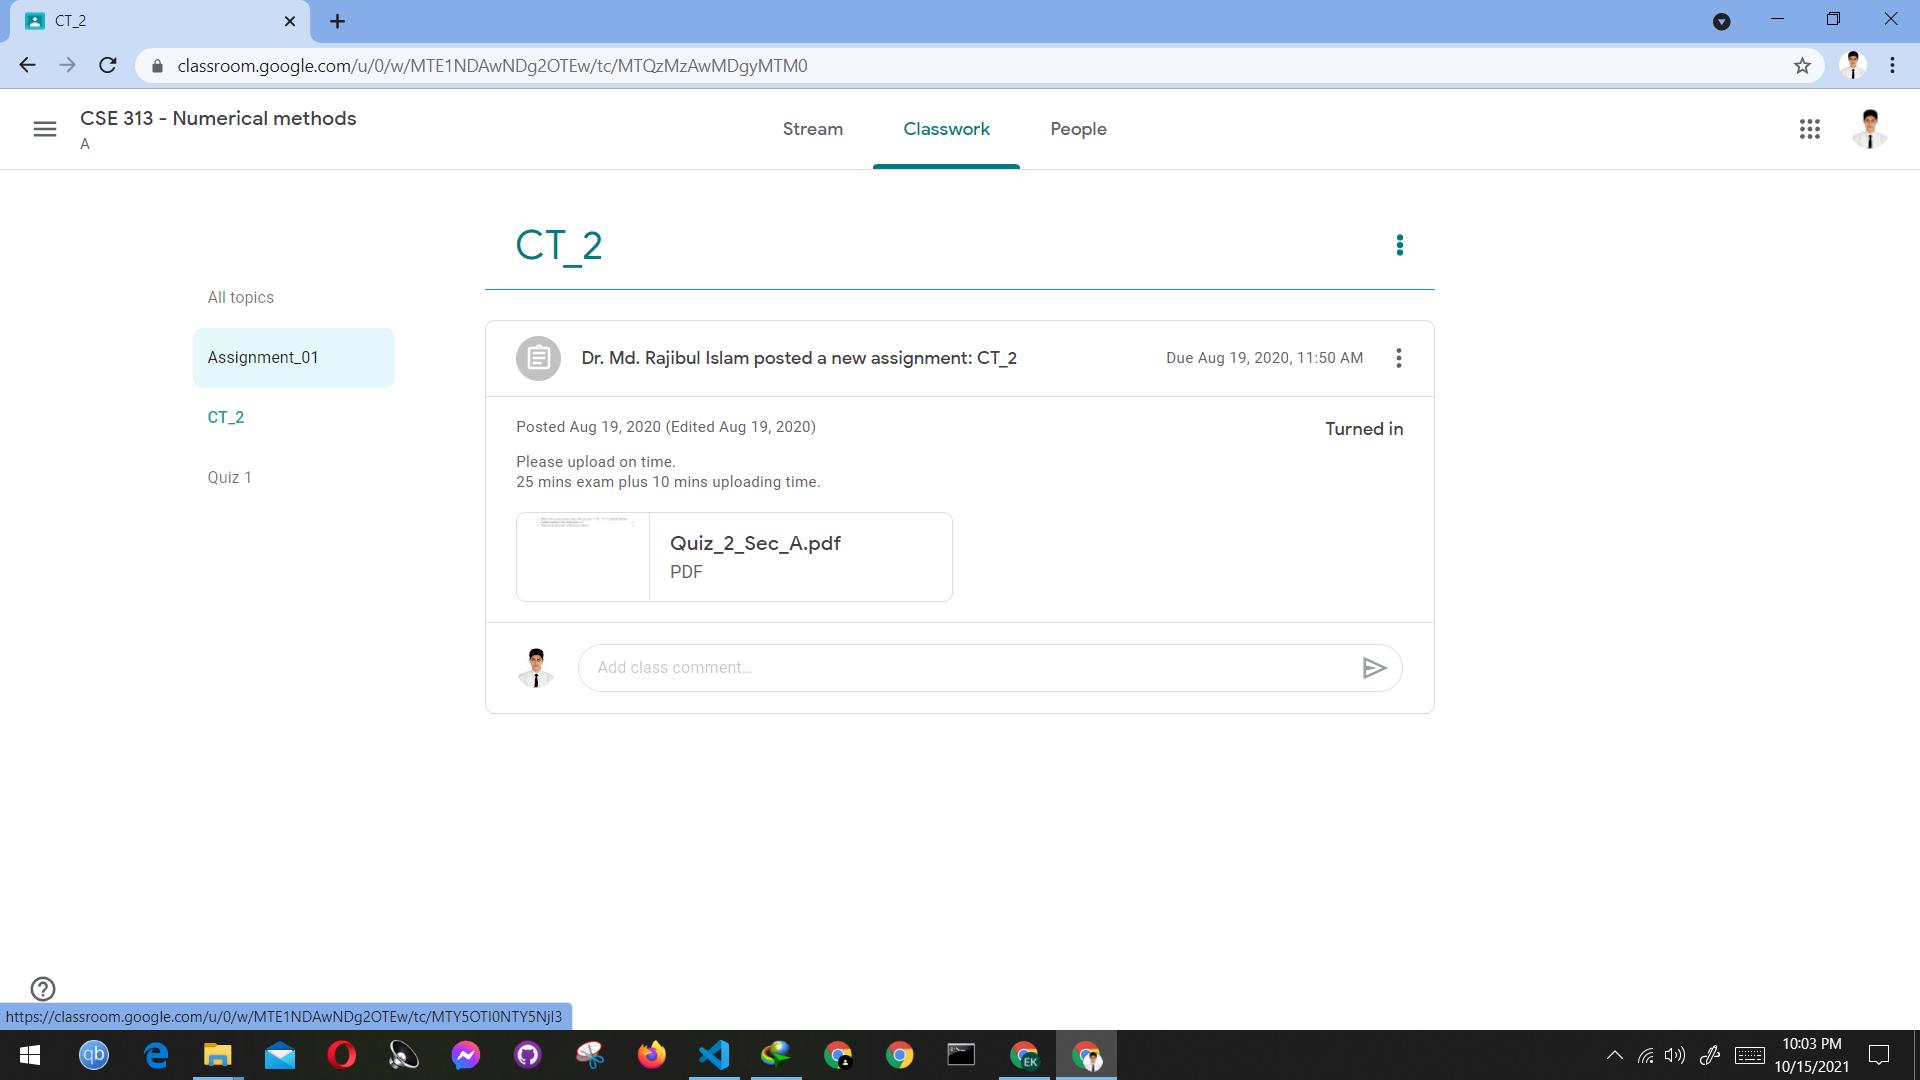 CT_2
classroom.google.com/u/0/w/MTE1NDAwNDg2OTEw/tc/MTQzMzAwMDgyMTM0
CSE 313 - Numerical methods
A
Stream
Classwork
People
CT_2
All topics
Assignment_01
CT_2
Quiz 1
Dr. Md. Rajibul Islam posted a new assignment: CT_2
Due Aug 19, 2020, 11:50 AM
Posted Aug 19, 2020 (Edited Aug 19, 2020)
Turned in
Please upload on time.
25 mins exam plus 10 mins uploading time.
Quiz_2_Sec_A.pdf
PDF
Add class comment...
https://classroom.google.com/u/0/w/MTE1NDAwNDg2OTEw/tc/MTY5OTI0NTY5NjI3
qb
EK
10:03 PM
10/15/2021